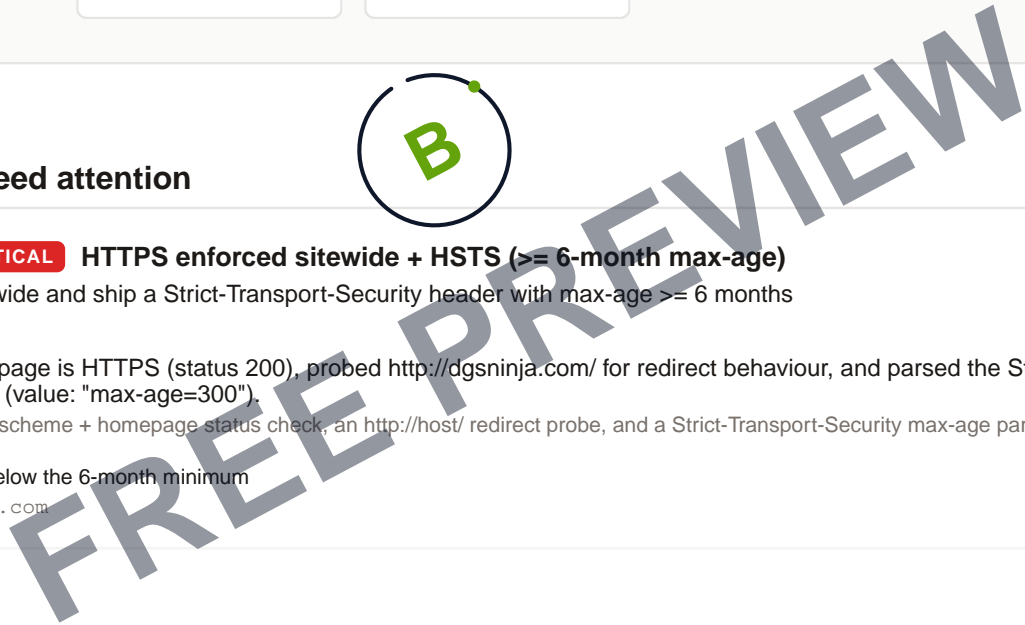 B
eed attention
TICAL HTTPS enforced sitewide + HSTS (>= 6-month max-age)
wide and ship a Strict-Transport-Security header with max-age >= 6 months
page is HTTPS (status 200), probed http://dgsninja.com/ for redirect behaviour, and parsed the St
(value: "max-age=300").
scheme + homepage status check, an http://host/ redirect probe, and a Strict-Transport-Security max-age par
elow the 6-month minimum
.com
FREE PREVIEW